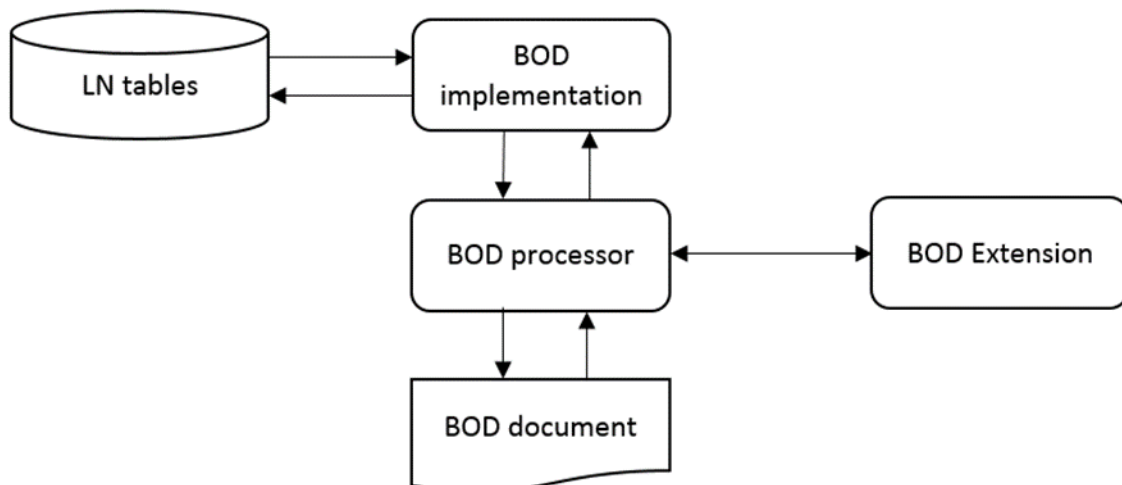 LN tables
BOD
implementation
BOD processor
BOD Extension
BOD document